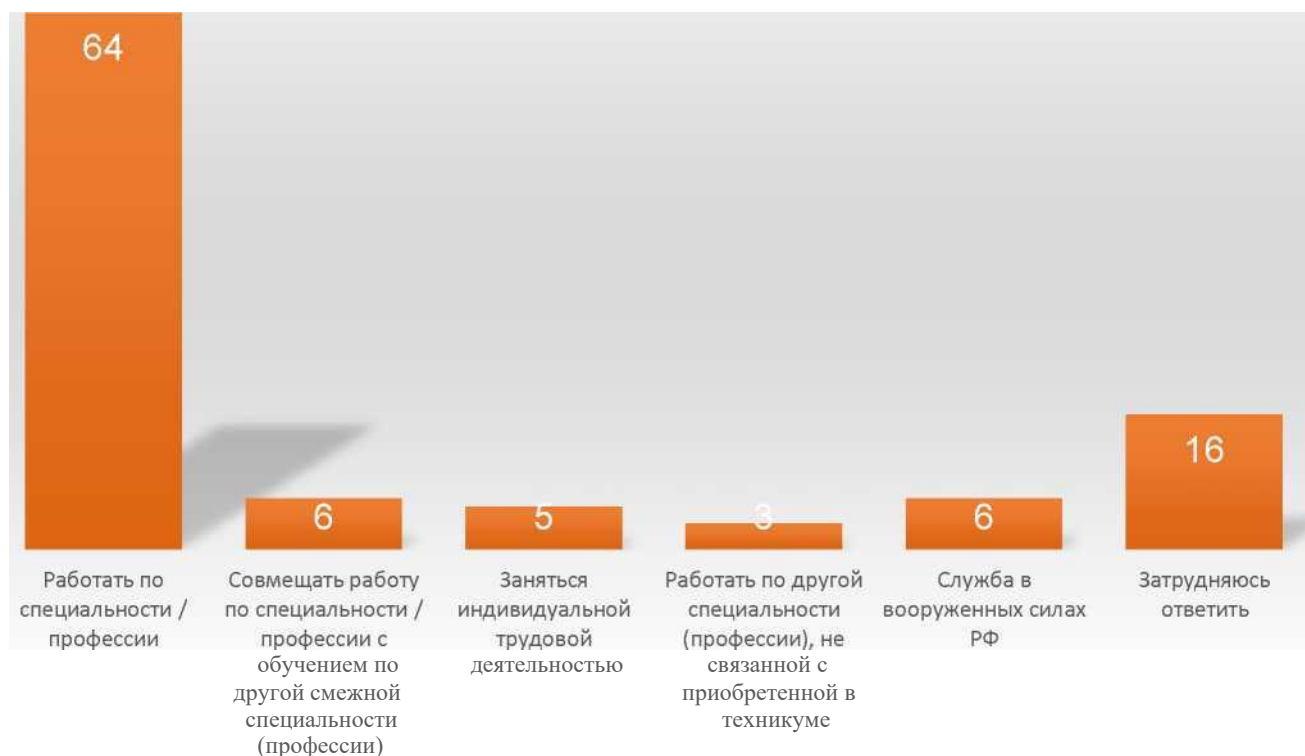 64
6
5
3
6
16
Работать по
специальности /
профессии
Совмещать работу
по специальности /
профессии с
обучением по
другой смежной
специальности
(профессии)
Заняться
индивидуальной
трудовой
деятельностью
Работать по другой
специальности
(профессии), не
связанной с
приобретенной в
техникуме
Служба в
вооруженных силах
РФ
Затрудняюсь
ответить